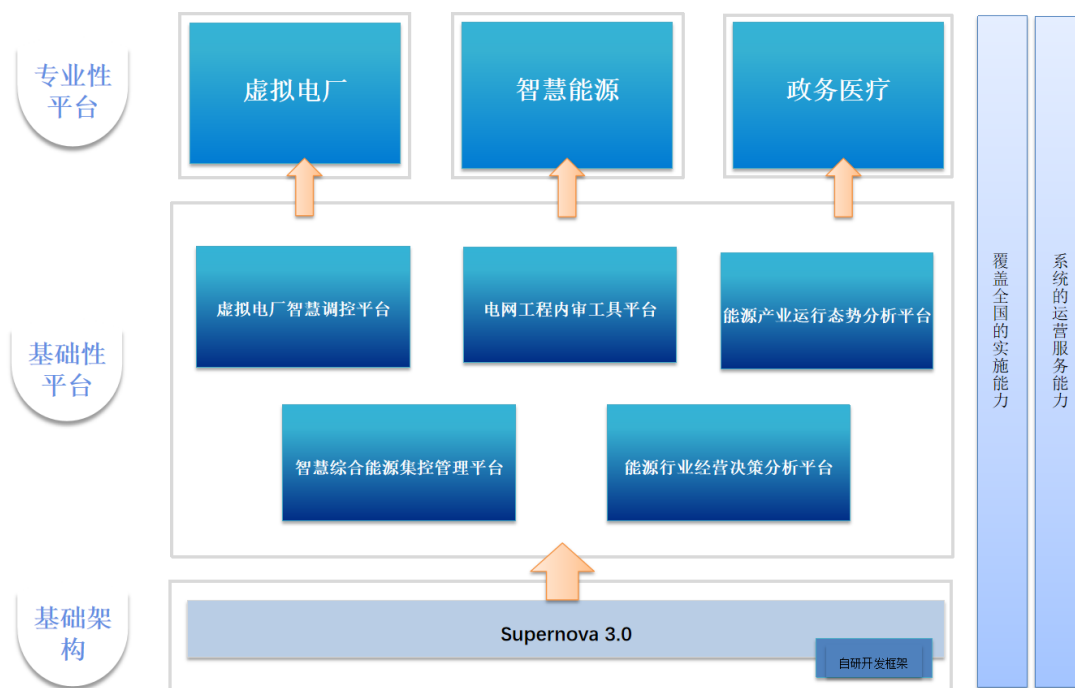 专业性
平台
虚拟电厂
智慧能源
政务医疗
基础性
平台
虚拟电厂智慧调控平台
电网工程内审工具平台
能源产业运行态势分析平台
智慧综合能源集控管理平台
能源行业经营决策分析平台
基础架
构
Supernova 3.0
自研开发框架
覆盖全国的实施能力
系统的运营服务能力